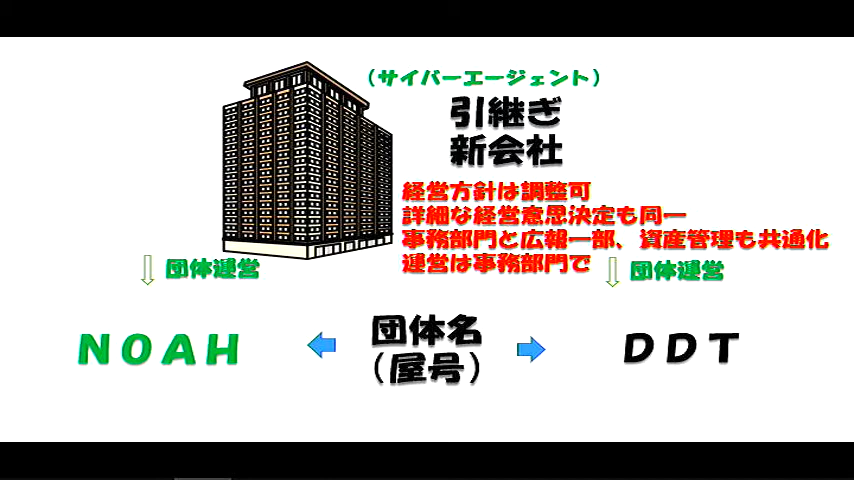 （サイバーエージェント）
引継ぎ
新会社
経営方針は調整可
詳細な経営意思決定も同一
事務部門と広報一部、資産管理も共通化
運営は事務部門で
団体運営
団体運営
NOAH
団体名
（屋号）
DDT